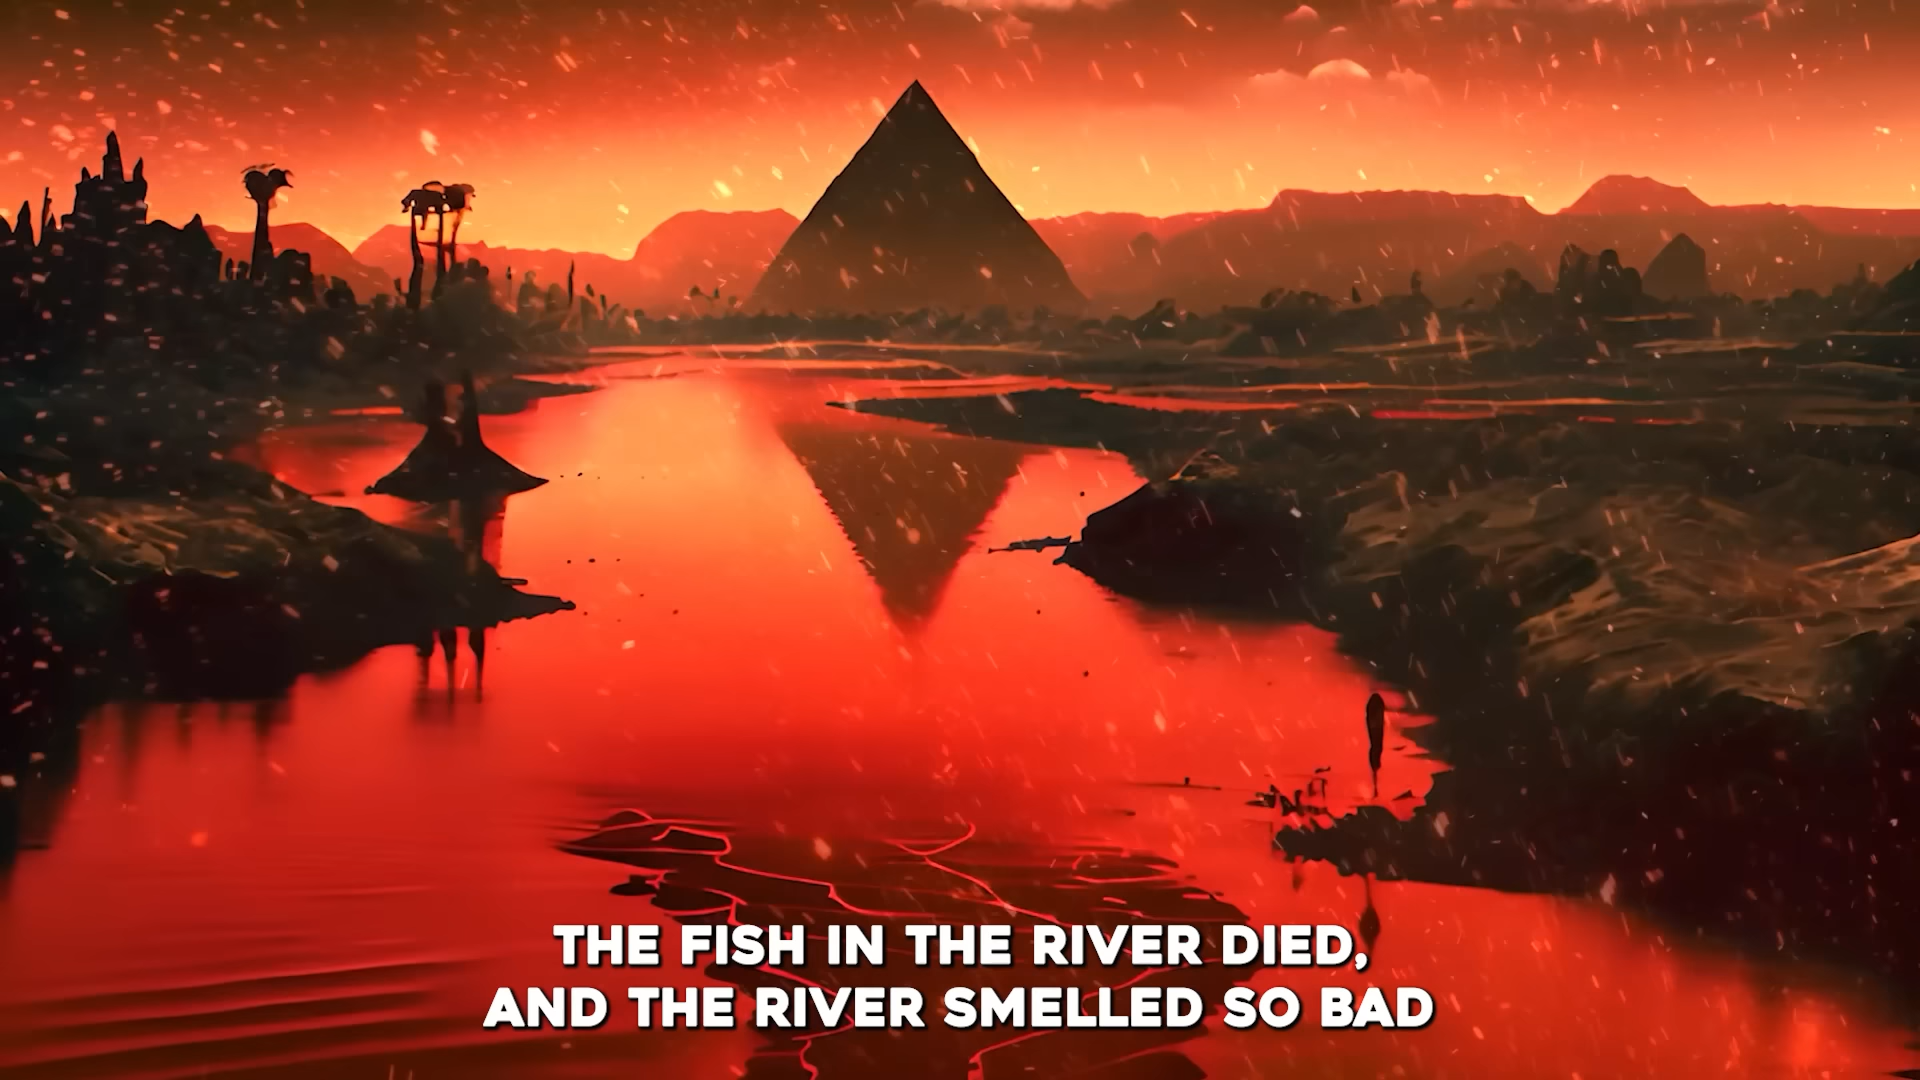 THE FISH IN THE RIVER DIED,
AND THE RIVER SMELLED SO BAD